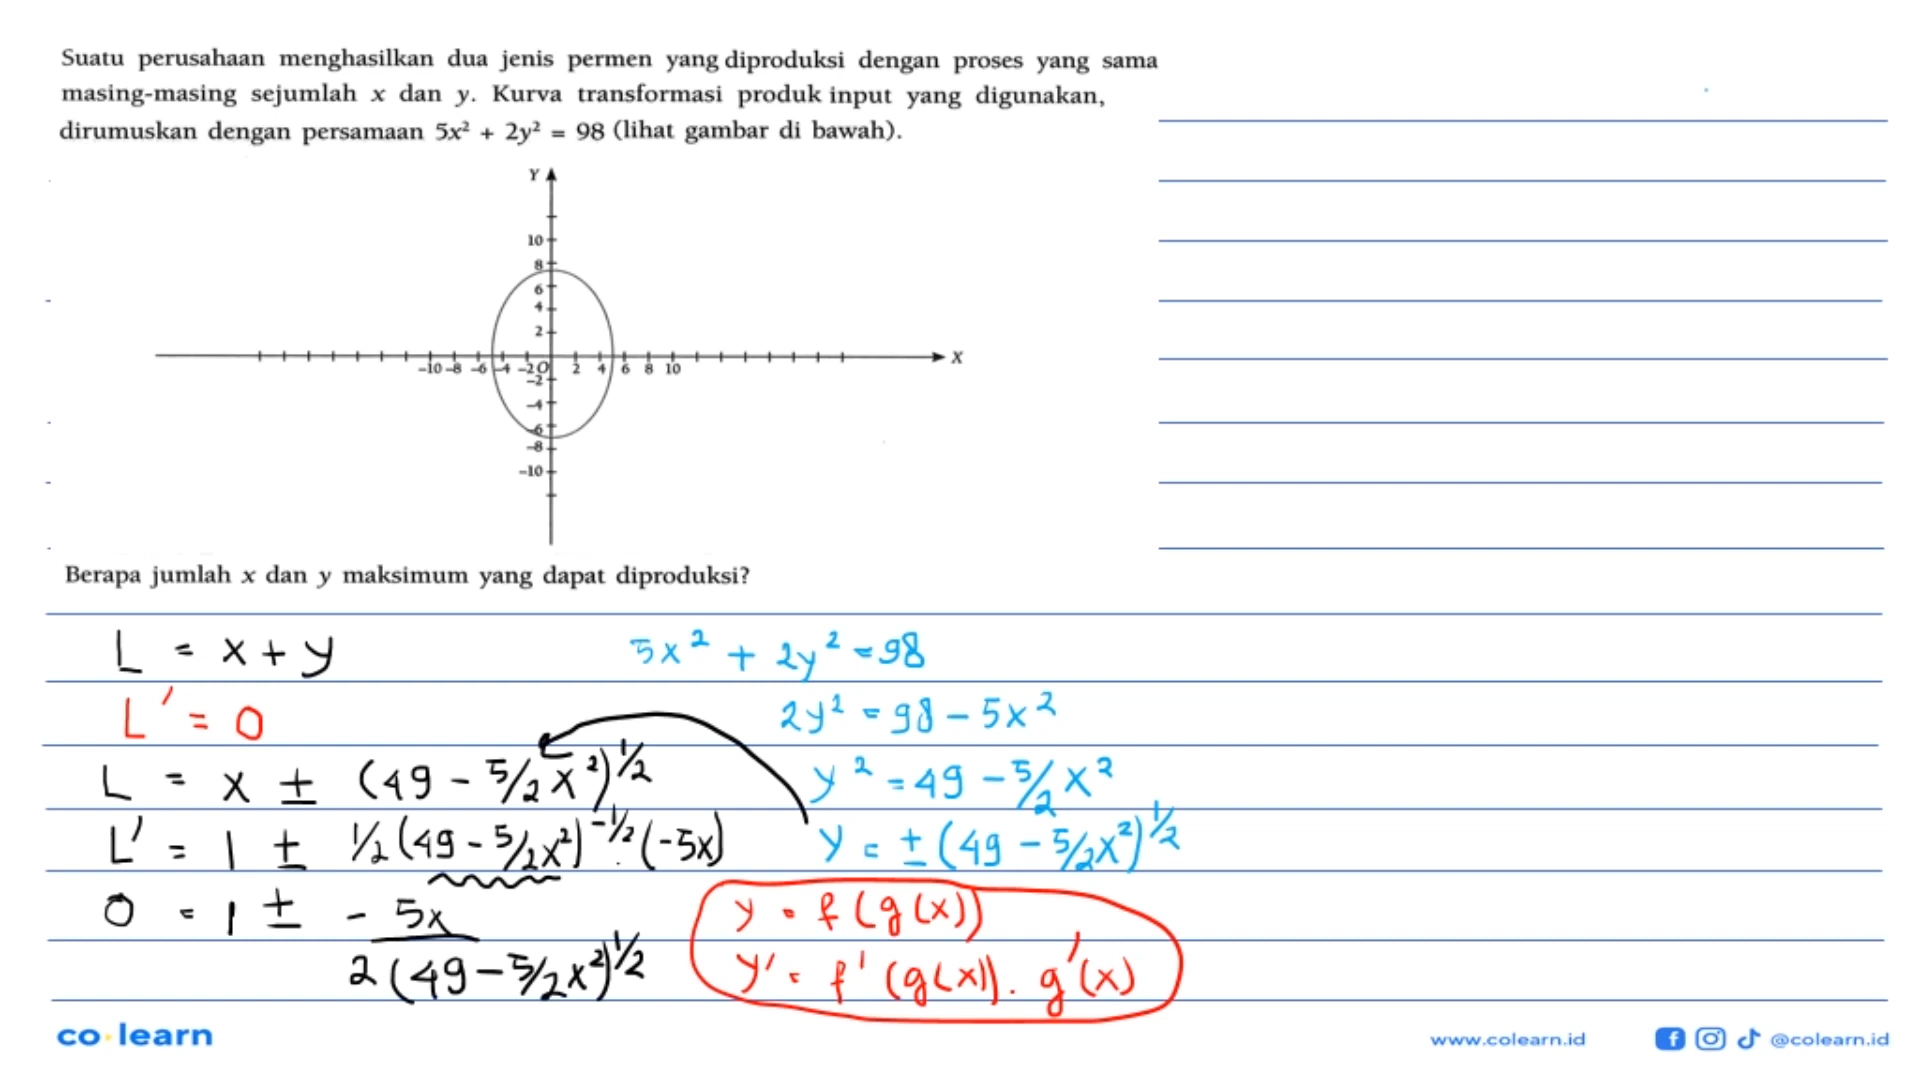 Suatu perusahaan menghasilkan dua jenis permen yang diproduksi dengan proses yang sama
masing-masing sejumlah x dan y. Kurva transformasi produk input yang digunakan,
dirumuskan dengan persamaan 5x² + 2y² = 98 (lihat gambar di bawah).
Y
10
8
6
4
2
-10 -8 -6 -4 -2 O 2 4 6 8 10 X
-2
-4
-6
-8
-10
Berapa jumlah x dan y maksimum yang dapat diproduksi?
L = x + y
5x² + 2y² = 98
L' = 0
2y² = 98 - 5x²
L = x ± (49 - 5/2 x²)^1/2
y² = 49 - 5/2 x²
L' = 1 ± 1/2 (49 - 5/2 x²)^-1/2 . (-5x)
y = ± (49 - 5/2 x²)^1/2
0 = 1 ± - 5x
2 (49 - 5/2 x²)^1/2
y = f(g(x))
y' = f'(g(x)) . g'(x)
co learn
www.colearn.id
@colearn.id